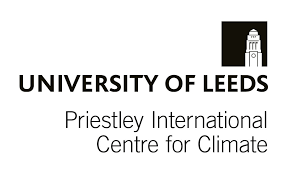 UNIVERSITY OF LEEDS
Priestley International
Centre for Climate